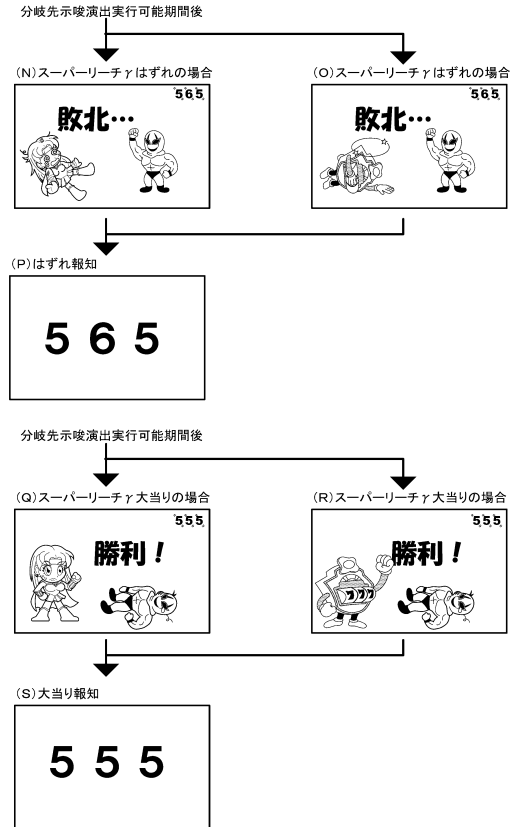 分岐先示唆演出実行可能期間後
(N)スーパーリーチγはずれの場合
(O)スーパーリーチγはずれの場合
565
敗北…
565
敗北…
(P)はずれ報知
5 6 5
分岐先示唆演出実行可能期間後
(Q)スーパーリーチγ大当りの場合
(R)スーパーリーチγ大当りの場合
555
勝利！
555
勝利！
777
(S)大当り報知
5 5 5